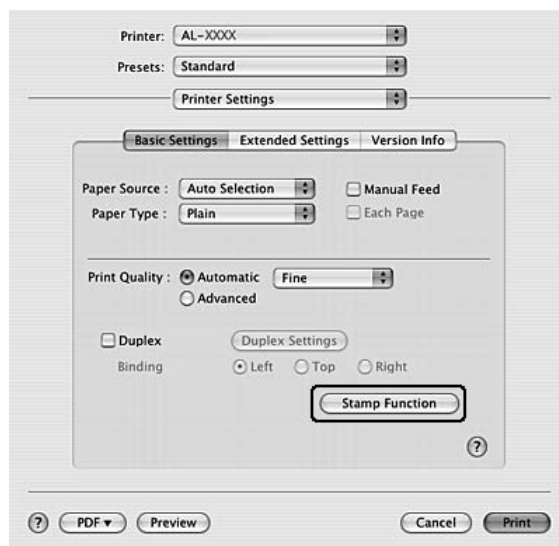 Printer: AL-XXXX
Presets: Standard
Printer Settings
Basic Settings Extended Settings Version Info
Paper Source : Auto Selection Manual Feed
Paper Type : Plain Each Page
Print Quality : Automatic Fine
Advanced
Duplex Duplex Settings
Binding Left Top Right
Stamp Function
?
? PDF▼ Preview Cancel Print